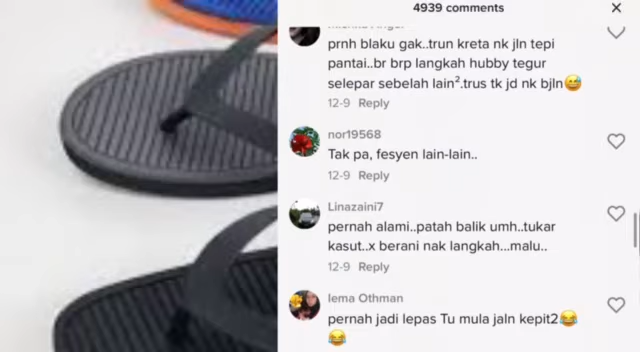 4939 comments
prnh blaku gak..trun kreta nk jln tepi
pantai..br brp langkah hubby tegur
selepar sebelah lain².trus tk jd nk bjln😅
12-9 Reply
nor19568
Tak pa, fesyen lain-lain..
12-9 Reply
Linazaini7
pernah alami..patah balik umh..tukar
kasut..x berani nak langkah...malu..
12-9 Reply
Iema Othman
pernah jadi lepas Tu mula jaln kepit2😂
😂